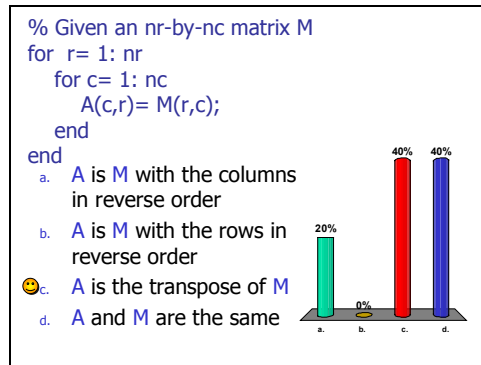 % Given an nr-by-nc matrix M
for r= 1: nr
for c= 1: nc
A(c,r)= M(r,c);
end
end
a. A is M with the columns
in reverse order
b. A is M with the rows in
reverse order
c. A is the transpose of M
d. A and M are the same
20%
0%
40%
40%
a. b. c. d.